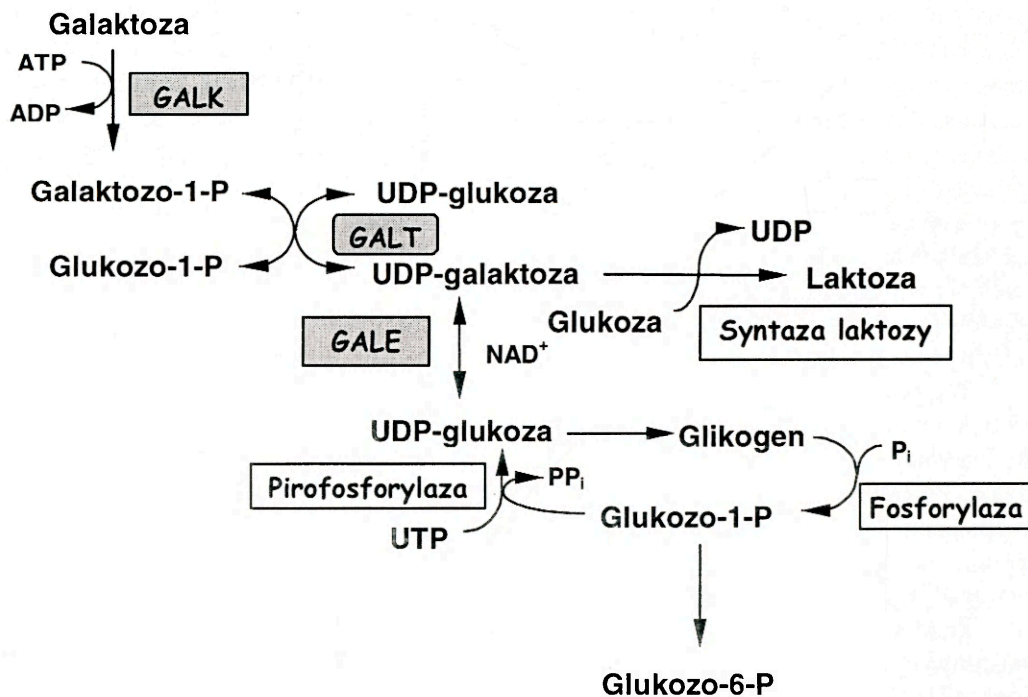 Galaktoza
ATP
GALK
ADP
Galaktozo-1-P
UDP-glukoza
GALT
UDP
Glukozo-1-P
UDP-galaktoza
Laktoza
Glukoza
Syntaza laktozy
GALE
NAD⁺
UDP-glukoza
Glikogen
Pᵢ
Pirofosforylaza
PPᵢ
Fosforylaza
Glukozo-1-P
UTP
Glukozo-6-P